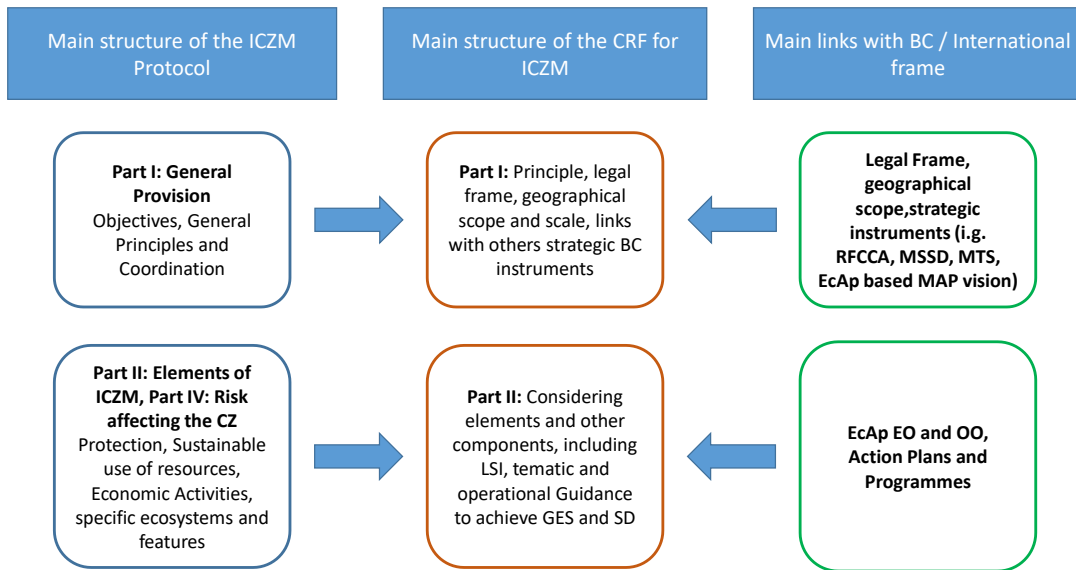 Main structure of the ICZM
Protocol
Main structure of the CRF for
ICZM
Main links with BC / International
frame
Part I: General
Provision
Objectives, General
Principles and
Coordination
Part I: Principle, legal
frame, geographical
scope and scale, links
with others strategic BC
instruments
Legal Frame,
geographical
scope,strategic
instruments (i.g.
RFCCA, MSSD, MTS,
EcAp based MAP vision)
Part II: Elements of
ICZM, Part IV: Risk
affecting the CZ
Protection, Sustainable
use of resources,
Economic Activities,
specific ecosystems and
features
Part II: Considering
elements and other
components, including
LSI, tematic and
operational Guidance
to achieve GES and SD
EcAp EO and OO,
Action Plans and
Programmes